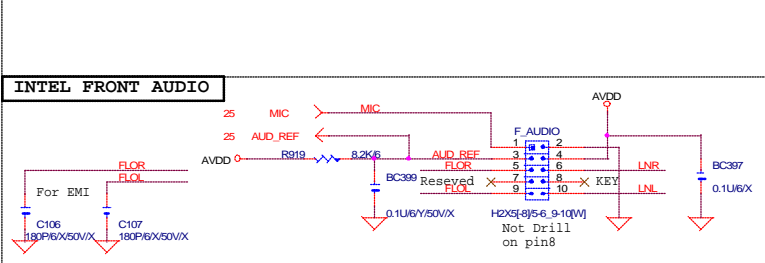 INTEL FRONT AUDIO
AVDD
25 MIC MIC
25 AUD_REF
F_AUDIO
1 2
AVDD R919 8.2K/6 AUD_REF 3 4
FLOR FLOR 5 6 LNR BC397
FLOL BC399 Reseved 7 8 KEY
For EMI FLOL 9 10 LNL 0.1U/6/X
0.1U/6/Y/50V/X H2X5[-8]/5-6_9-10[W]
C106 C107 Not Drill
180P/6/X/50V/X 180P/6/X/50V/X on pin8